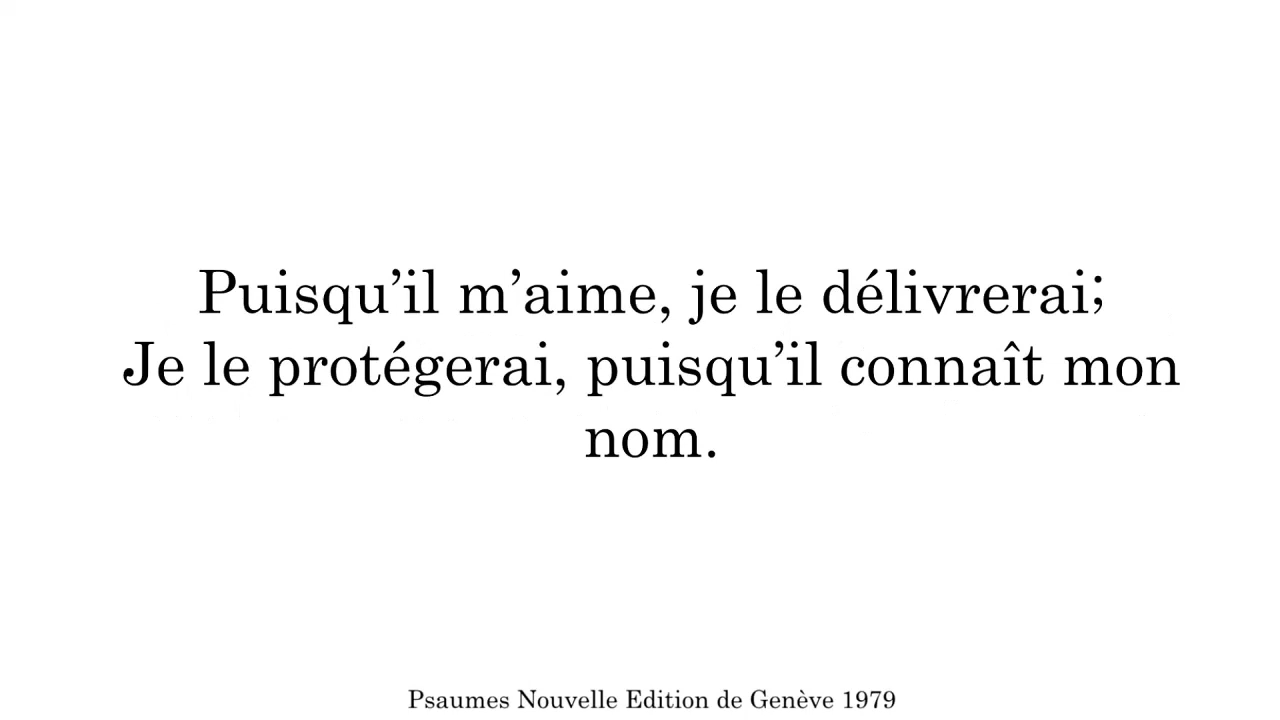 Puisqu’il m’aime, je le délivrerai;
Je le protégerai, puisqu’il connaît mon
nom.
Psaumes Nouvelle Edition de Genève 1979